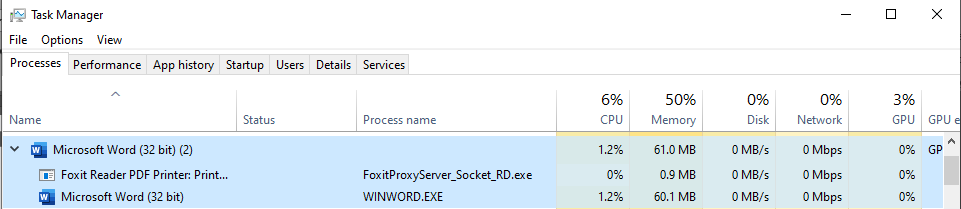 Task Manager
File Options View
Processes Performance App history Startup Users Details Services
6% 50% 0% 0% 3%
Name Status Process name CPU Memory Disk Network GPU GPU e
Microsoft Word (32 bit) (2) 1.2% 61.0 MB 0 MB/s 0 Mbps 0% GP
Foxit Reader PDF Printer: Print... FoxitProxyServer_Socket_RD.exe 0% 0.9 MB 0 MB/s 0 Mbps 0%
Microsoft Word (32 bit) WINWORD.EXE 1.2% 60.1 MB 0 MB/s 0 Mbps 0%